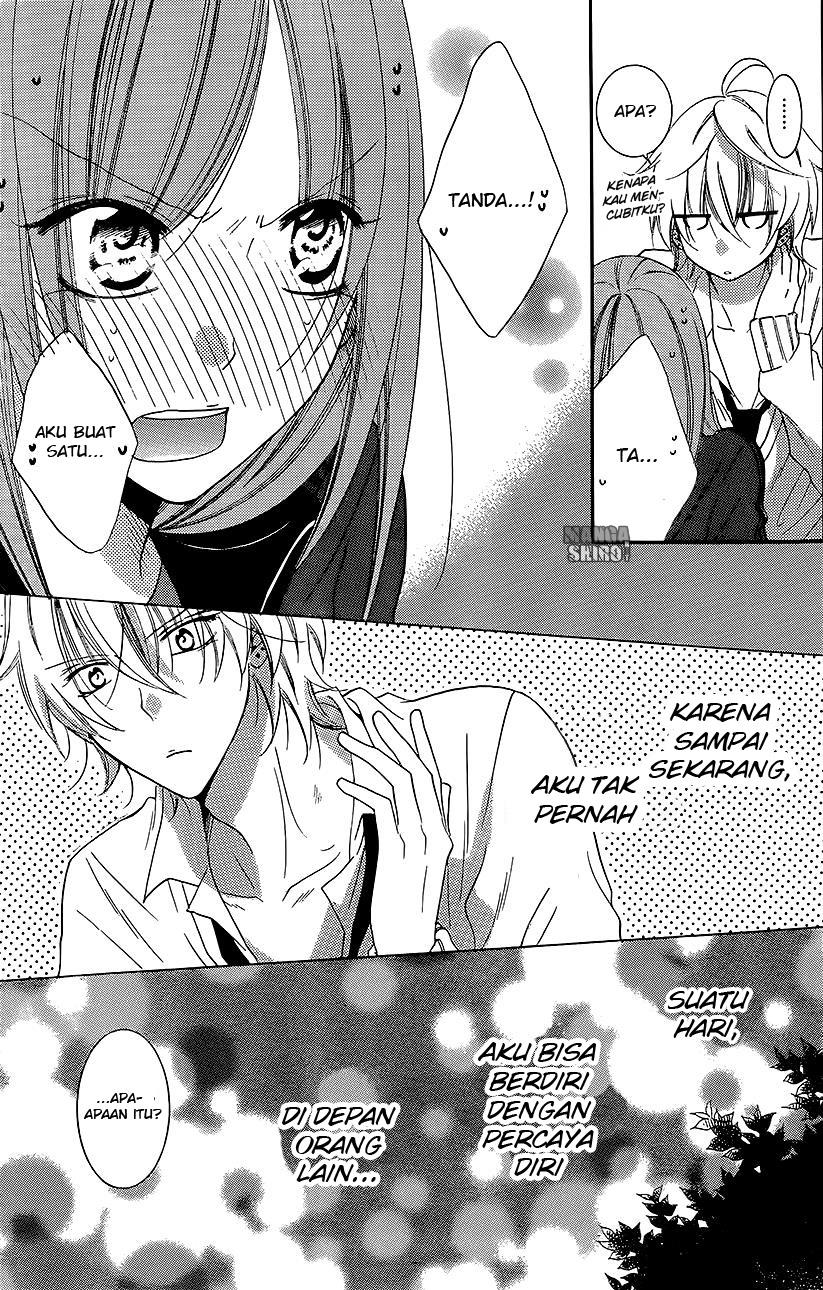 ......
APA?
KENAPA
KAU MEN-
CUBITKU?
TA...
TANDA...!
AKU BUAT
SATU...
MANGA
SHIRO!
KARENA
SAMPAI
SEKARANG,
AKU TAK
PERNAH
SUATU
HARI,
AKU BISA
BERDIRI
DENGAN
PERCAYA
DIRI
DI DEPAN
ORANG
LAIN...
...APA-
APAAN ITU?